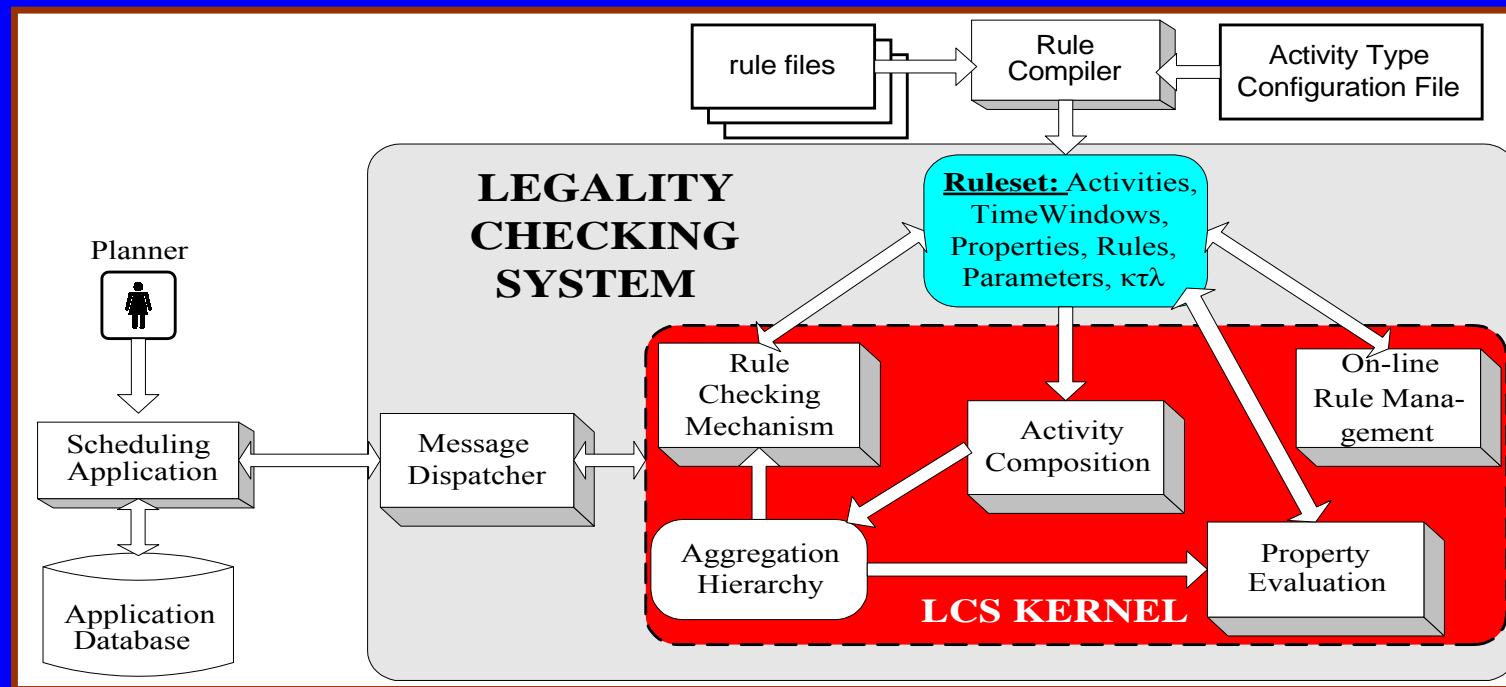 rule files
Rule
Compiler
Activity Type
Configuration File
LEGALITY
CHECKING
SYSTEM
Ruleset: Activities,
TimeWindows,
Properties, Rules,
Parameters, κτλ
Planner
Scheduling
Application
Message
Dispatcher
Rule
Checking
Mechanism
Activity
Composition
On-line
Rule Mana-
gement
Aggregation
Hierarchy
Property
Evaluation
LCS KERNEL
Application
Database